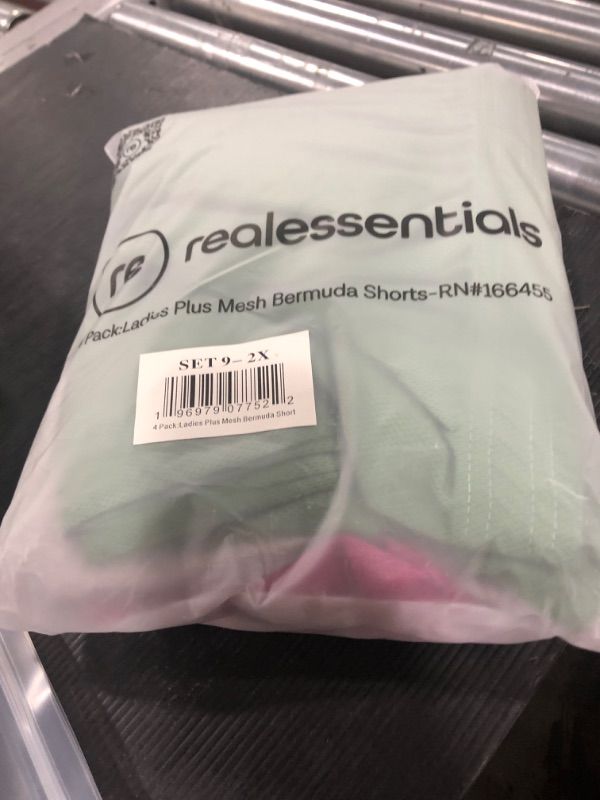 re
realessentials
4 Pack:Ladies Plus Mesh Bermuda Shorts-RN#166455
SET 9- 2X
1 96979 07752 2
4 Pack:Ladies Plus Mesh Bermuda Short